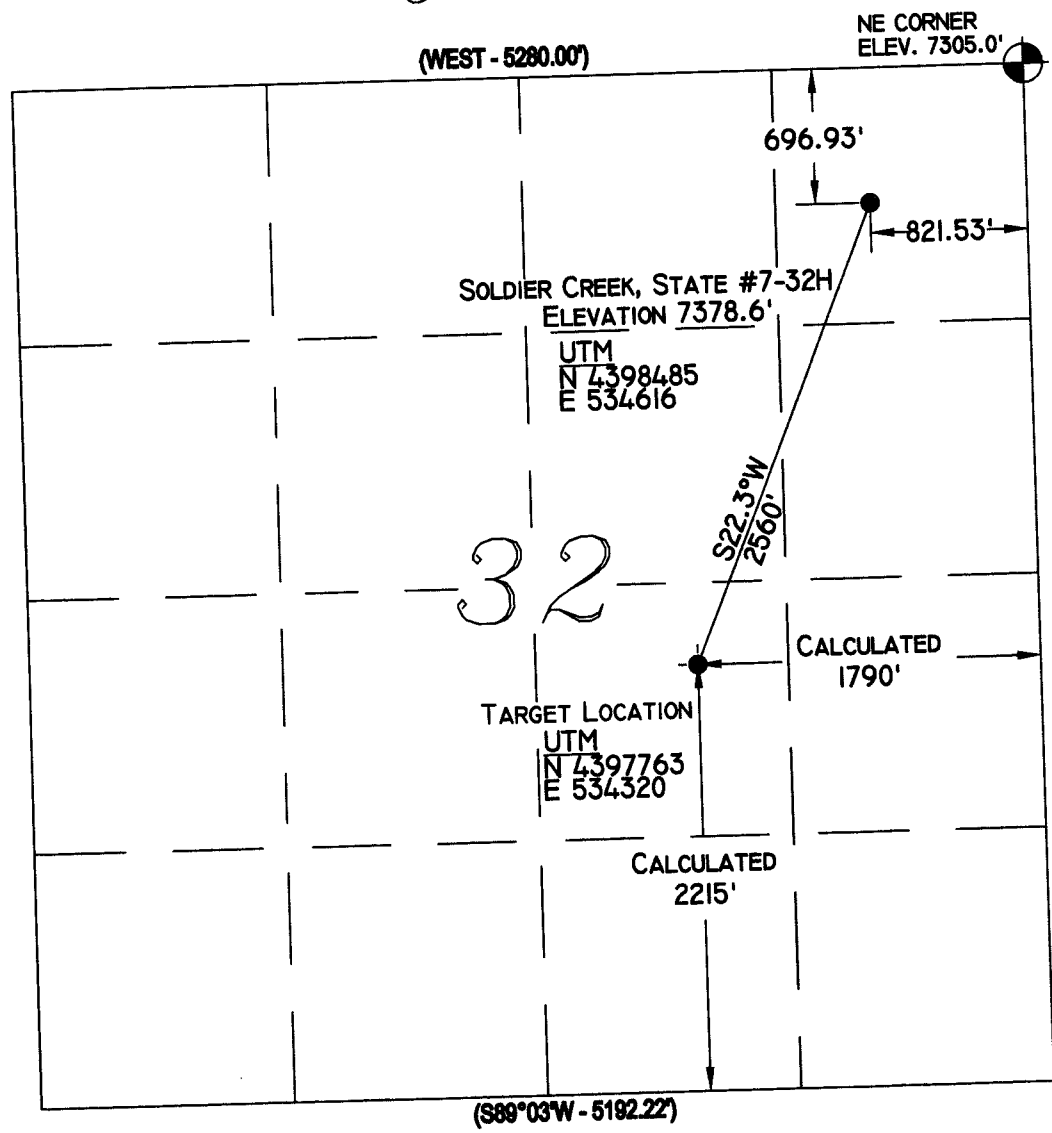 (WEST - 5280.00')
NE CORNER
ELEV. 7305.0'
696.93'
821.53'
SOLDIER CREEK, STATE #7-32H
ELEVATION 7378.6'
UTM
N 4398485
E 534616
S22.3°W
2560'
32
CALCULATED
1790'
TARGET LOCATION
UTM
N 4397763
E 534320
CALCULATED
2215'
(S89°03'W - 5192.22')